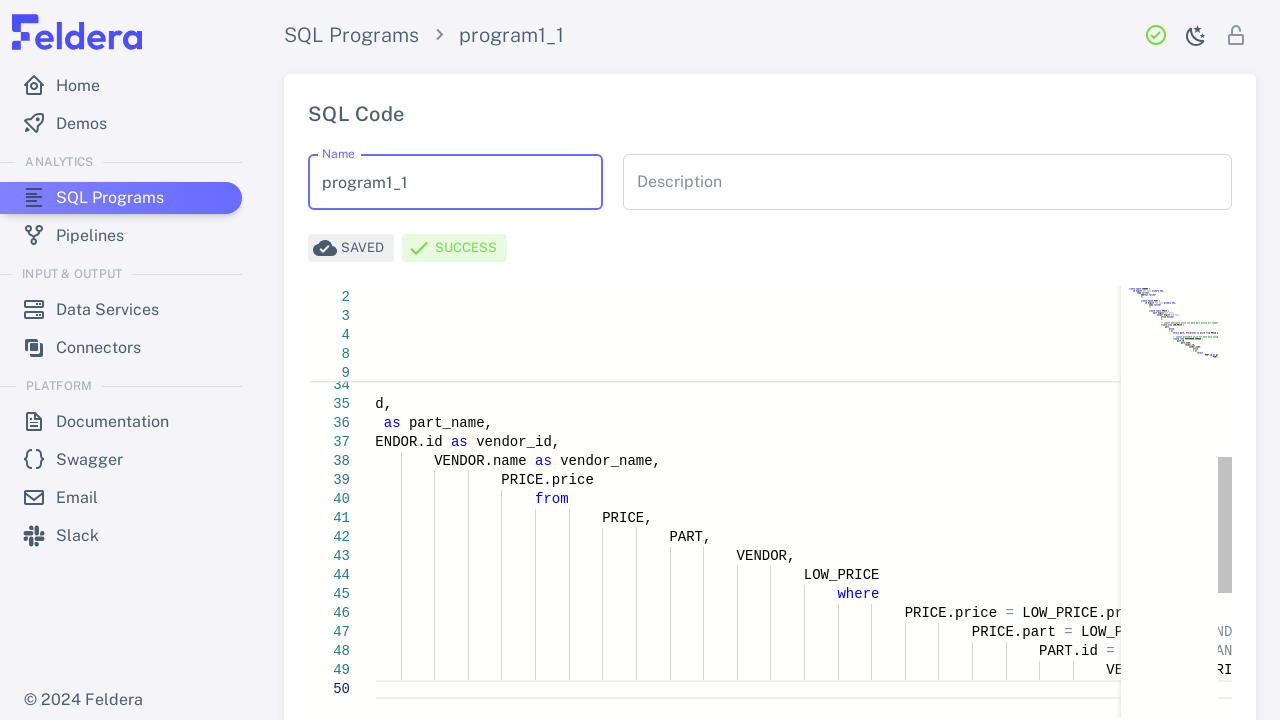 Feldera
SQL Programs > program1_1
Home
Demos
ANALYTICS
SQL Programs
Pipelines
INPUT & OUTPUT
Data Services
Connectors
PLATFORM
Documentation
Swagger
Email
Slack
© 2024 Feldera
SQL Code
Name
program1_1
Description
SAVED
SUCCESS
2
3
4
8
9
34
35 d,
36 as part_name,
37 ENDOR.id as vendor_id,
38 VENDOR.name as vendor_name,
39 PRICE.price
40 from
41 PRICE,
42 PART,
43 VENDOR,
44 LOW_PRICE
45 where
46 PRICE.price = LOW_PRICE.pr
47 PRICE.part = LOW_P ND
48 PART.id = AN
49 VE RI
50